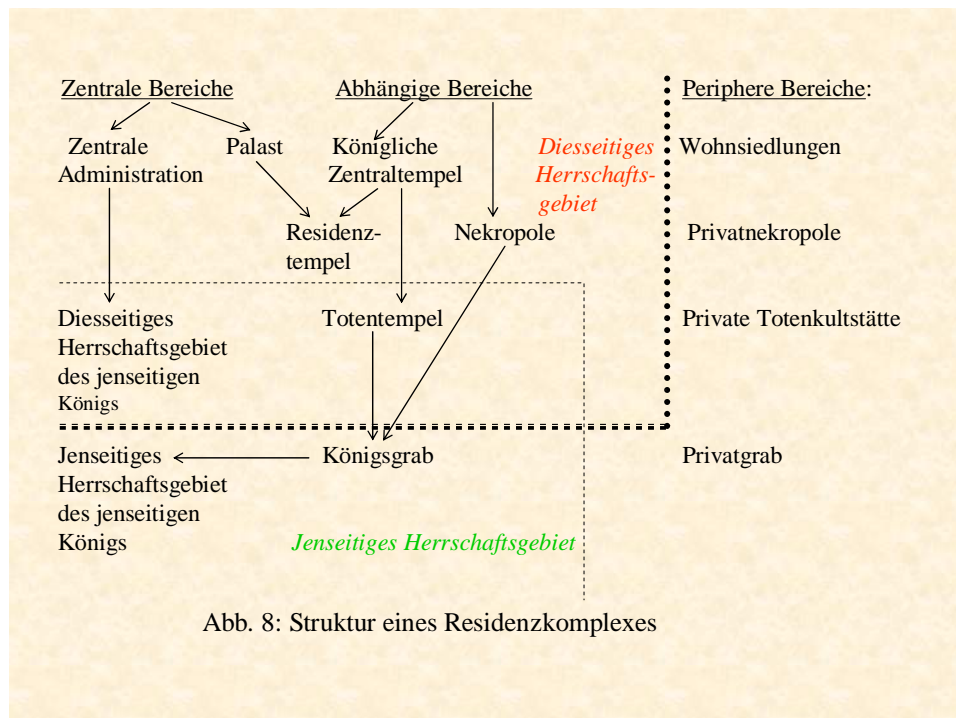 Zentrale Bereiche
Abhängige Bereiche
Periphere Bereiche:
Zentrale
Administration
Palast
Königliche
Zentraltempel
Diesseitiges
Herrschafts-
gebiet
Wohnsiedlungen
Residenz-
tempel
Nekropole
Privatnekropole
Diesseitiges
Herrschaftsgebiet
des jenseitigen
Königs
Totentempel
Private Totenkultstätte
Jenseitiges
Herrschaftsgebiet
des jenseitigen
Königs
Königsgrab
Privatgrab
Jenseitiges Herrschaftsgebiet
Abb. 8: Struktur eines Residenzkomplexes